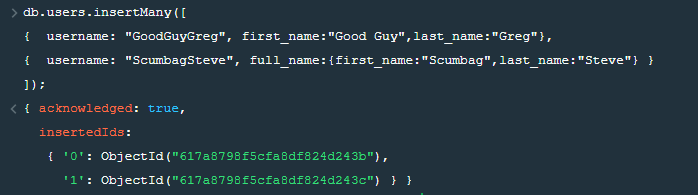 > db.users.insertMany([
{  username: "GoodGuyGreg", first_name:"Good Guy",last_name:"Greg"},
{  username: "ScumbagSteve", full_name:{first_name:"Scumbag",last_name:"Steve"} }
]);
< { acknowledged: true,
insertedIds:
{ '0': ObjectId("617a8798f5cfa8df824d243b"),
'1': ObjectId("617a8798f5cfa8df824d243c") } }